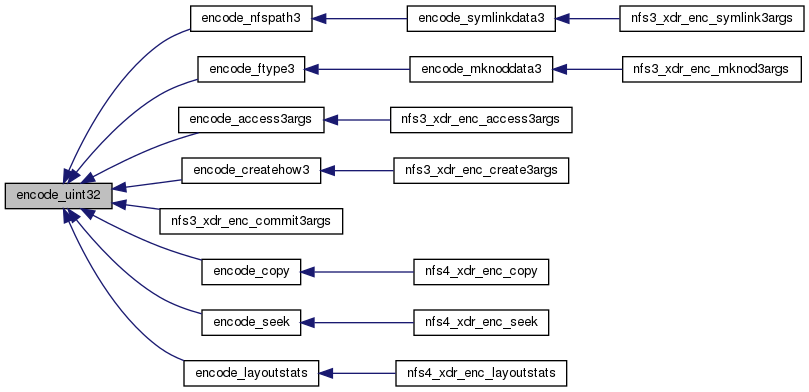 encode_nfspath3
encode_symlinkdata3
nfs3_xdr_enc_symlink3args
encode_ftype3
encode_mknoddata3
nfs3_xdr_enc_mknod3args
encode_access3args
nfs3_xdr_enc_access3args
encode_createhow3
nfs3_xdr_enc_create3args
encode_uint32
nfs3_xdr_enc_commit3args
encode_copy
nfs4_xdr_enc_copy
encode_seek
nfs4_xdr_enc_seek
encode_layoutstats
nfs4_xdr_enc_layoutstats